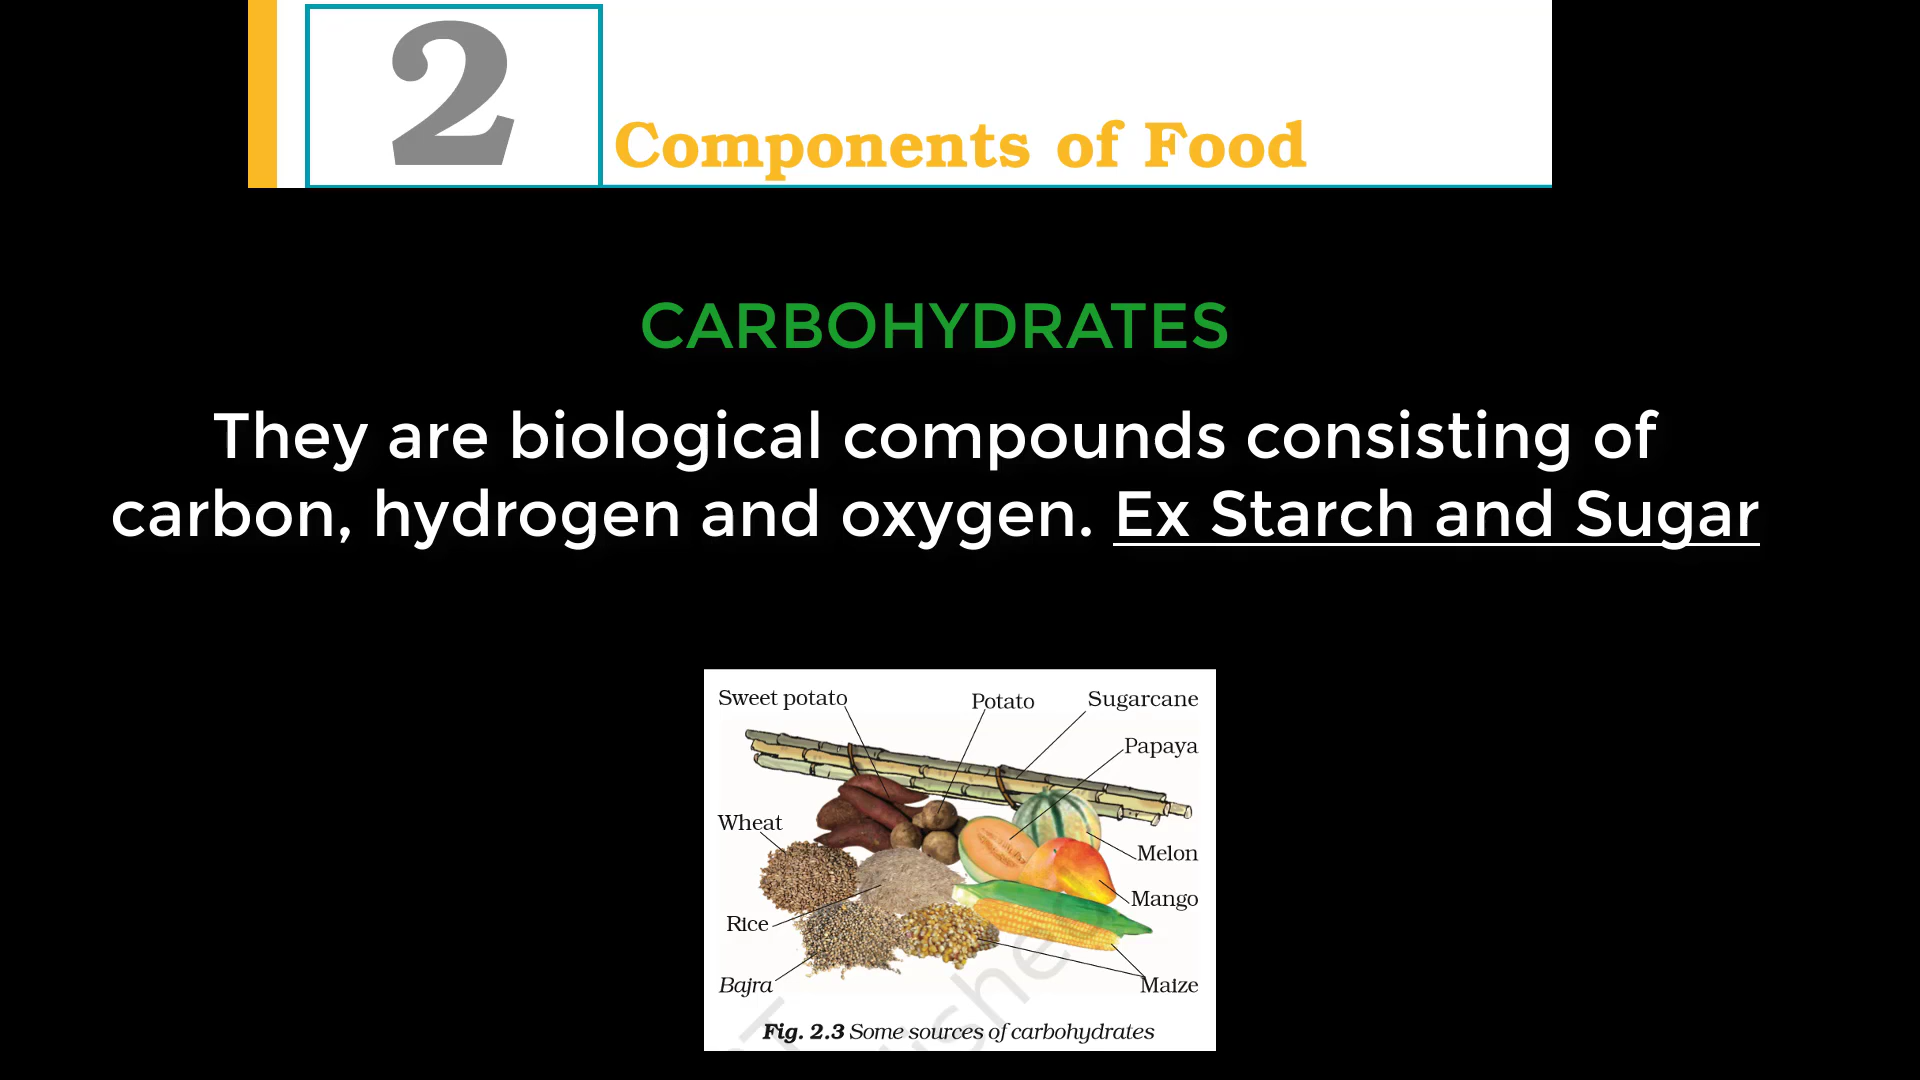 2
Components of Food
CARBOHYDRATES
They are biological compounds consisting of
carbon, hydrogen and oxygen. Ex Starch and Sugar
Sweet potato
Potato
Sugarcane
Papaya
Wheat
Melon
Mango
Rice
Bajra
Maize
Fig. 2.3 Some sources of carbohydrates